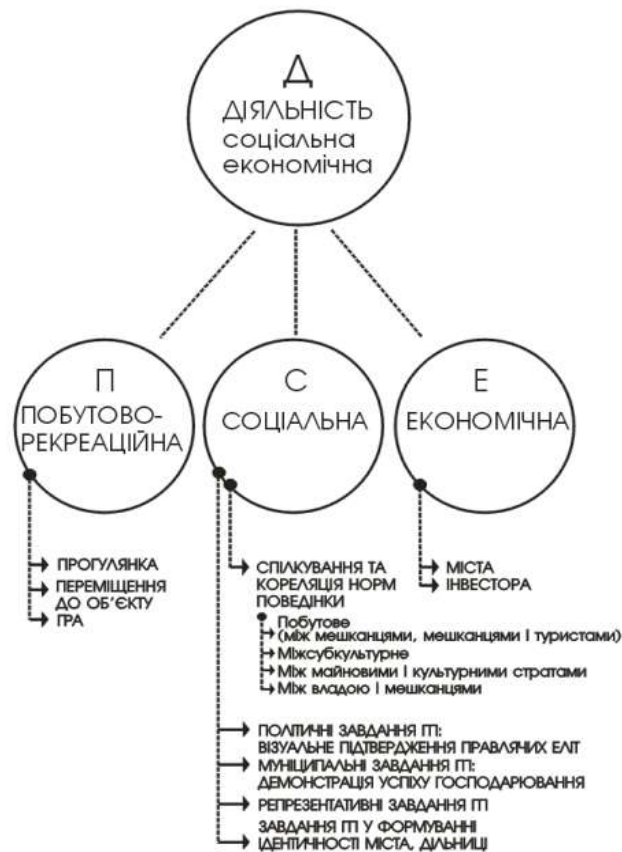 Д
ДІЯЛЬНІСТЬ
соціальна
економічна
П
ПОБУТОВО-
РЕКРЕАЦІЙНА
С
СОЦІАЛЬНА
Е
ЕКОНОМІЧНА
ПРОГУЛЯНКА
ПЕРЕМІЩЕННЯ
ДО ОБ'ЄКТУ
ГРА
СПІЛКУВАННЯ ТА
КОРЕЛЯЦІЯ НОРМ
ПОВЕДІНКИ
Побутове
(між мешканцями, мешканцями і туристами)
Міжсубкультурне
Між майновими і культурними стратами
Між владою і мешканцями
ПОЛІТИЧНІ ЗАВДАННЯ ГП:
ВІЗУАЛЬНЕ ПІДТВЕРДЖЕННЯ ПРАВЛЯЧИХ ЕЛІТ
МУНІЦИПАЛЬНІ ЗАВДАННЯ ГП:
ДЕМОНСТРАЦІЯ УСПІХУ ГОСПОДАРЮВАННЯ
РЕПРЕЗЕНТАТИВНІ ЗАВДАННЯ ГП
ЗАВДАННЯ ГП У ФОРМУВАННІ
ІДЕНТИЧНОСТІ МІСТА, ДІЛЬНИЦІ
МІСТА
ІНВЕСТОРА